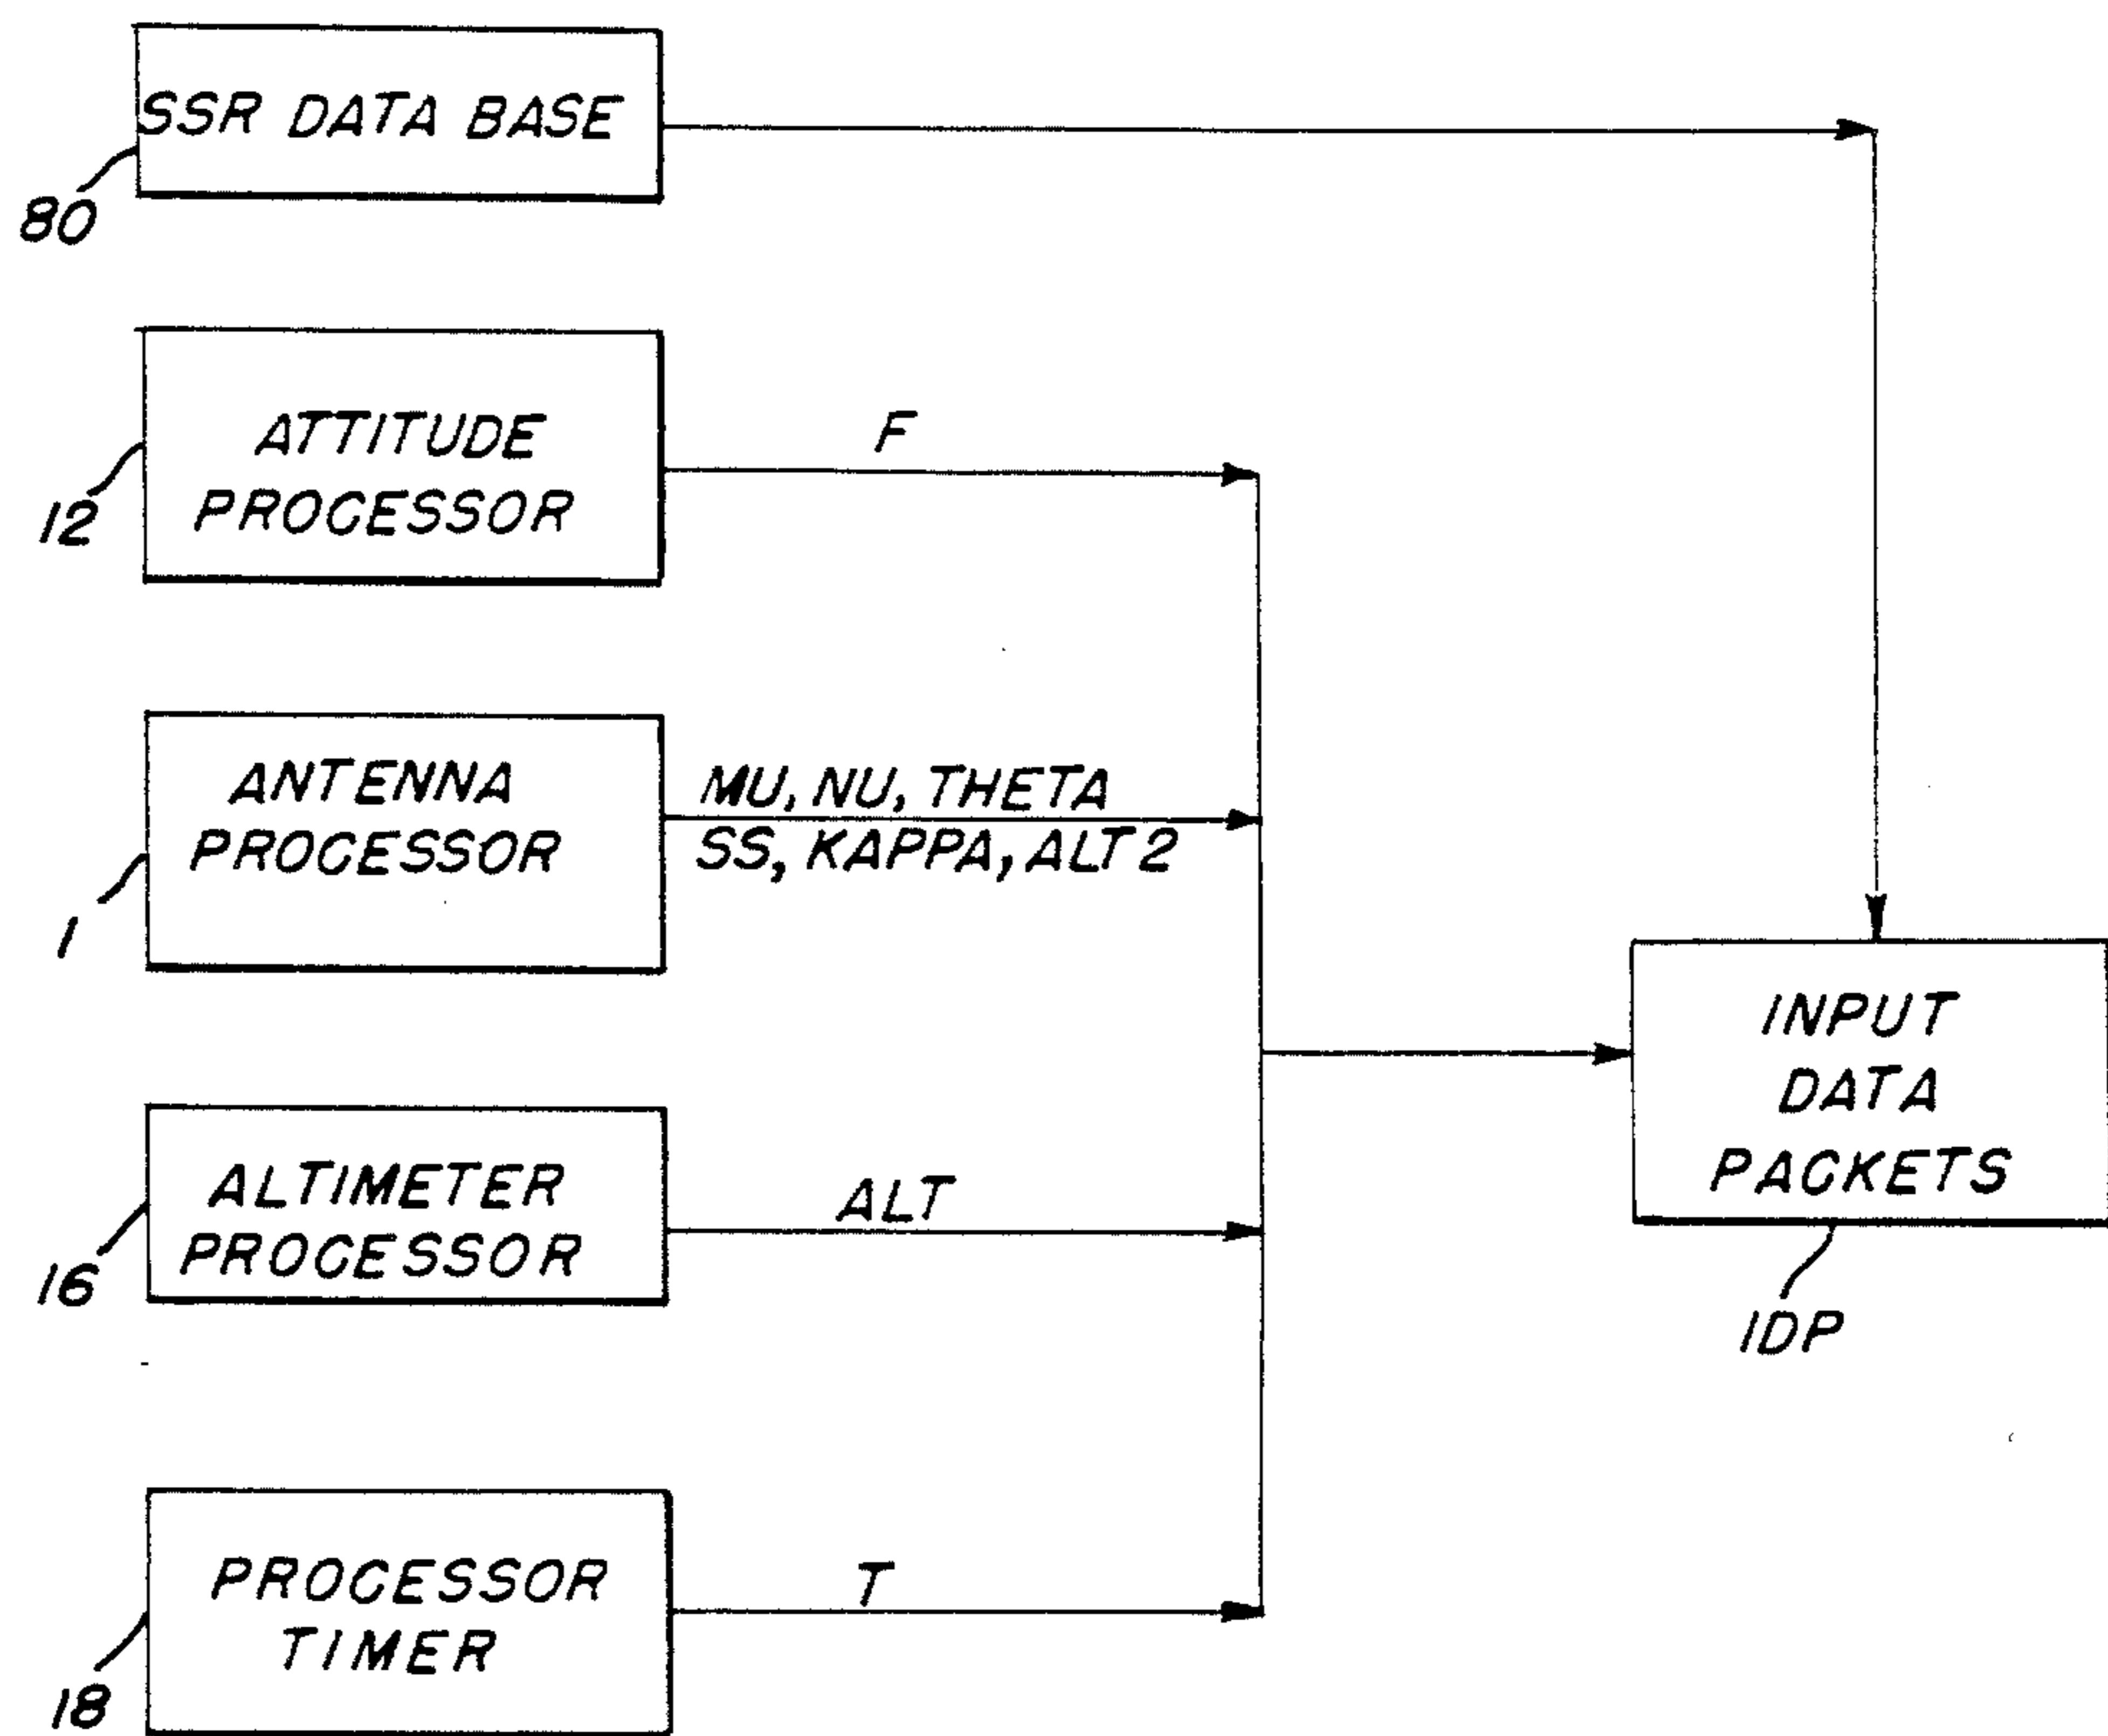 SSR DATA BASE
80
ATTITUDE
PROCESSOR
12
F
ANTENNA
PROCESSOR
1
MU, NU, THETA
SS, KAPPA, ALT 2
INPUT
DATA
PACKETS
IDP
ALTIMETER
PROCESSOR
16
ALT
PROCESSOR
TIMER
18
T